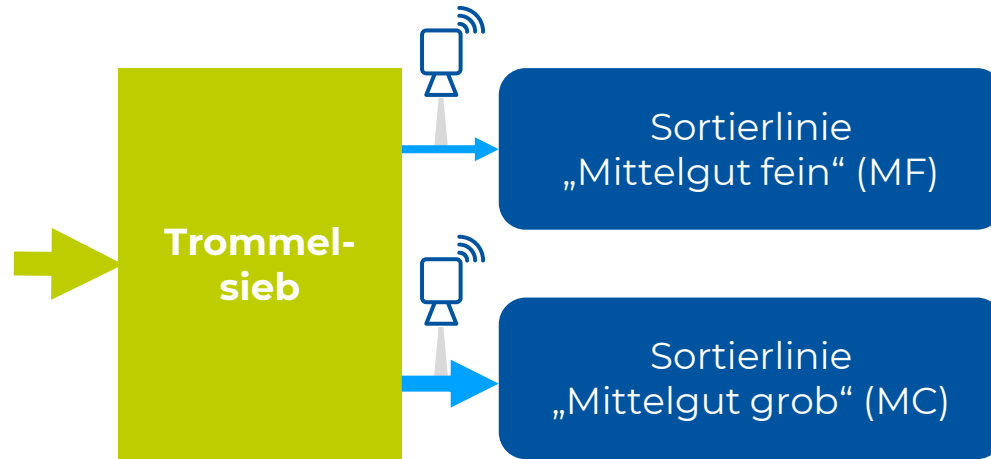 Trommel-
sieb
Sortierlinie
„Mittelgut fein“ (MF)
Sortierlinie
„Mittelgut grob“ (MC)